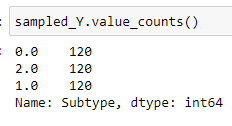 sampled_Y.value_counts()
0.0    120
2.0    120
1.0    120
Name: Subtype, dtype: int64